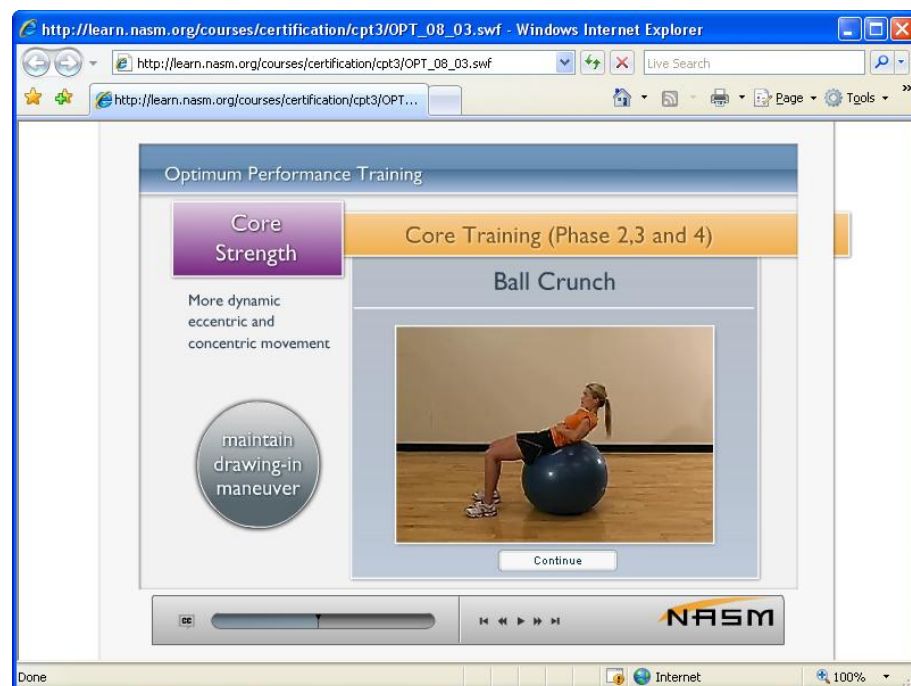 http://learn.nasm.org/courses/certification/cpt3/OPT_08_03.swf - Windows Internet Explorer
http://learn.nasm.org/courses/certification/cpt3/OPT_08_03.swf
Live Search
http://learn.nasm.org/courses/certification/cpt3/OPT...
Page
Tools
Optimum Performance Training
Core
Strength
Core Training (Phase 2,3 and 4)
Ball Crunch
More dynamic
eccentric and
concentric movement
maintain
drawing-in
maneuver
Continue
cc
NASM
Done
Internet
100%